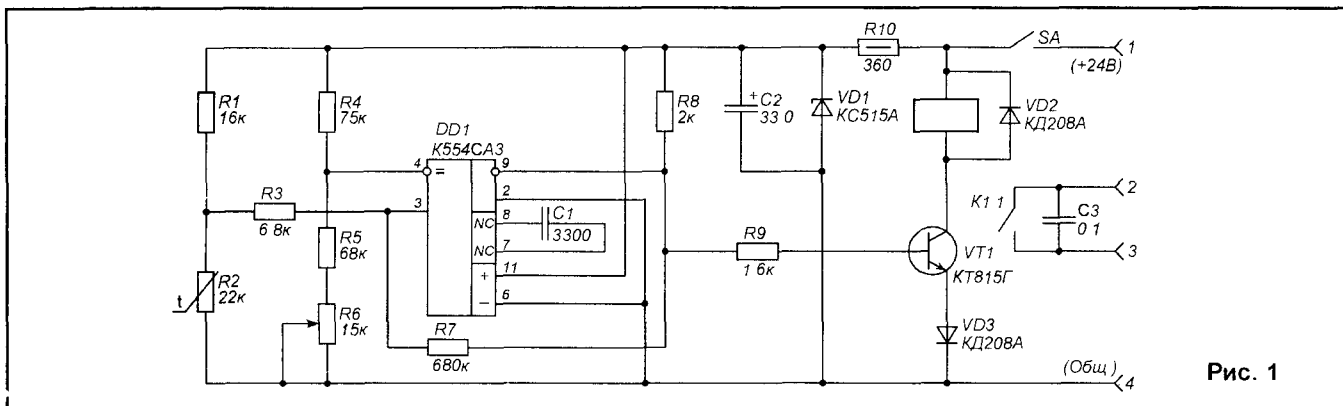 R1
16к
R2
22к
t
R3
6 8к
R4
75к
R5
68к
R6
15к
DD1
К554СА3
4
=
3
9
2
8
NC
7
NC
11
+
6
−
C1
3300
R7
680к
R8
2к
+
C2
33 0
VD1
КС515А
R9
1 6к
R10
360
SA
1
(+24В)
VD2
КД208А
2
K1 1
C3
0 1
3
VT1
КТ815Г
VD3
КД208А
(Общ )
4
Рис. 1